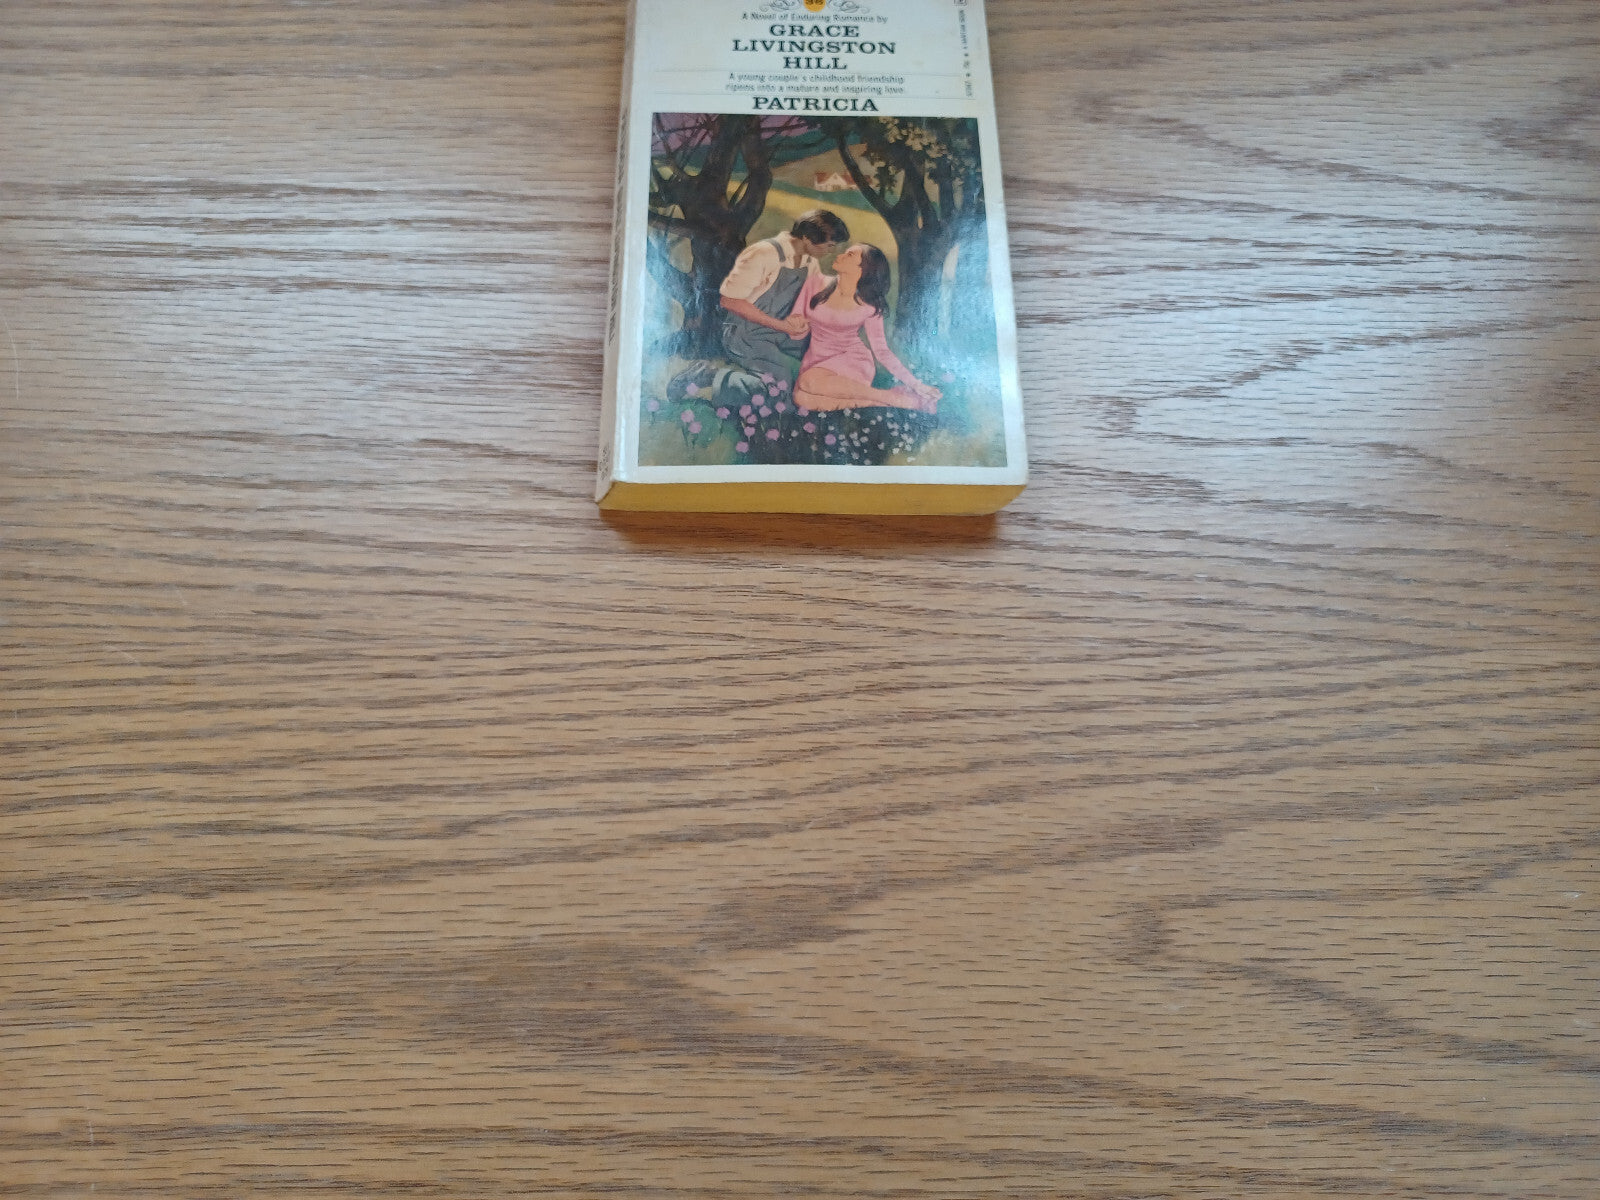 36
A Novel of Enduring Romance by
GRACE
LIVINGSTON
HILL
A young couple's childhood friendship
ripens into a mature and inspiring love.
PATRICIA